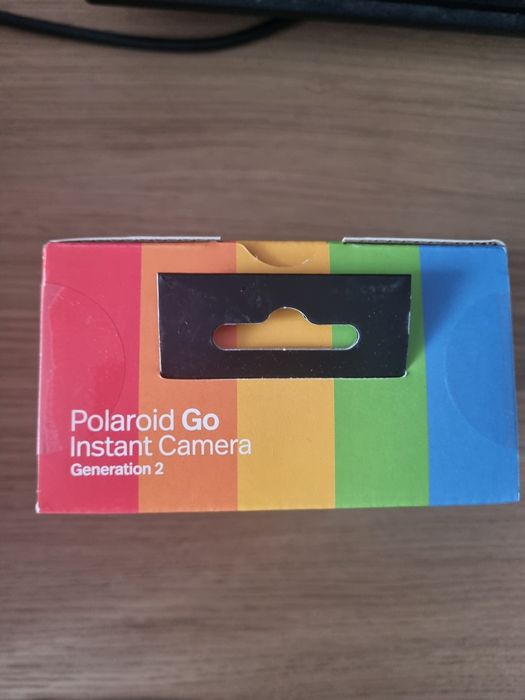 Polaroid Go
Instant Camera
Generation 2